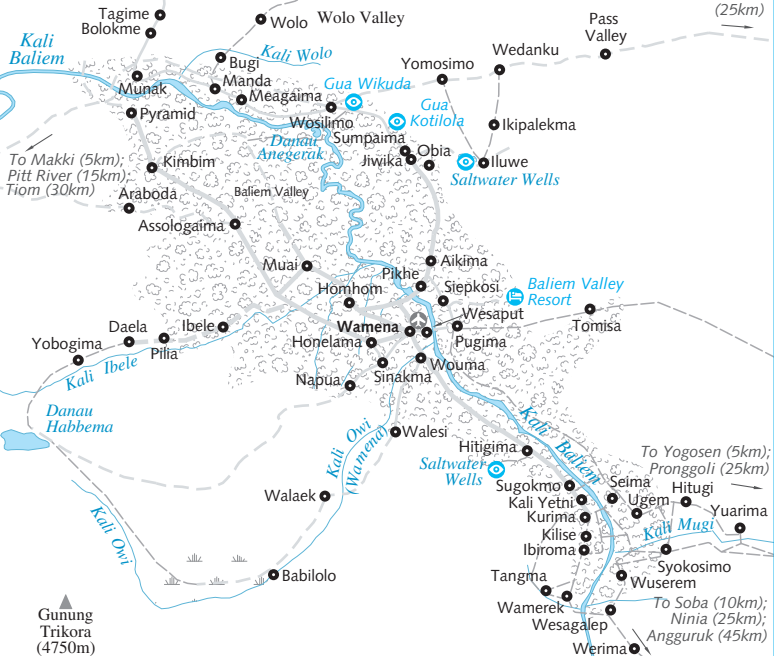 Tagime
Bolokme
Wolo
Wolo Valley
Pass
Valley
(25km)
Kali
Baliem
Kali Wolo
Wedanku
Bugi
Yomosimo
Munak
Manda
Meagaima
Gua Wikuda
Gua
Kotilola
Pyramid
Wosilimo
Ikipalekma
Sumpaima
Danau
Anegerak
Obia
Jiwika
Iluwe
Saltwater Wells
To Makki (5km);
Pitt River (15km);
Tiom (30km)
Kimbim
Araboda
Baliem Valley
Assologaima
Muai
Aikima
Pikhe
Homhom
Siepkosi
Baliem Valley
Resort
Wesaput
Tomisa
Wamena
Daela
Ibele
Pilia
Honelama
Pugima
Yobogima
Kali Ibele
Wouma
Sinakma
Napua
Danau
Habbema
Kali Owi
(Wamena)
Walesi
Kali Baliem
Hitigima
Saltwater
Wells
To Yogosen (5km);
Pronggoli (25km)
Sugokmo
Seima
Hitugi
Walaek
Kali Yetni
Ugem
Yuarima
Kali Owi
Kurima
Kali Mugi
Kilise
Ibiroma
Syokosimo
Babilolo
Tangma
Wuserem
Wamerek
Wesagalep
To Soba (10km);
Ninia (25km);
Angguruk (45km)
Gunung
Trikora
(4750m)
Werima